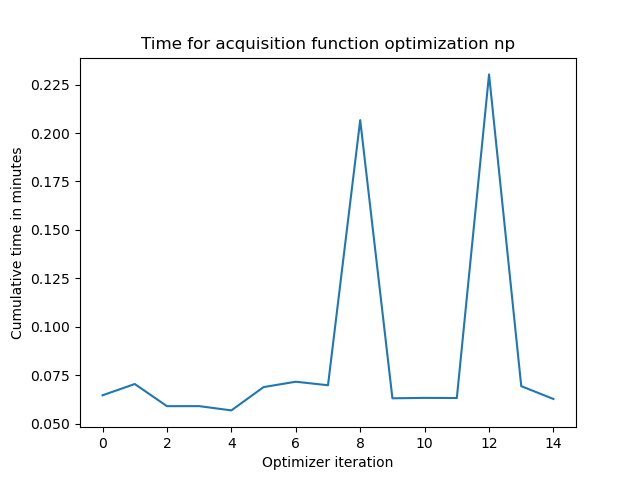 Time for acquisition function optimization np
Cumulative time in minutes
0.225
0.200
0.175
0.150
0.125
0.100
0.075
0.050
0 2 4 6 8 10 12 14
Optimizer iteration